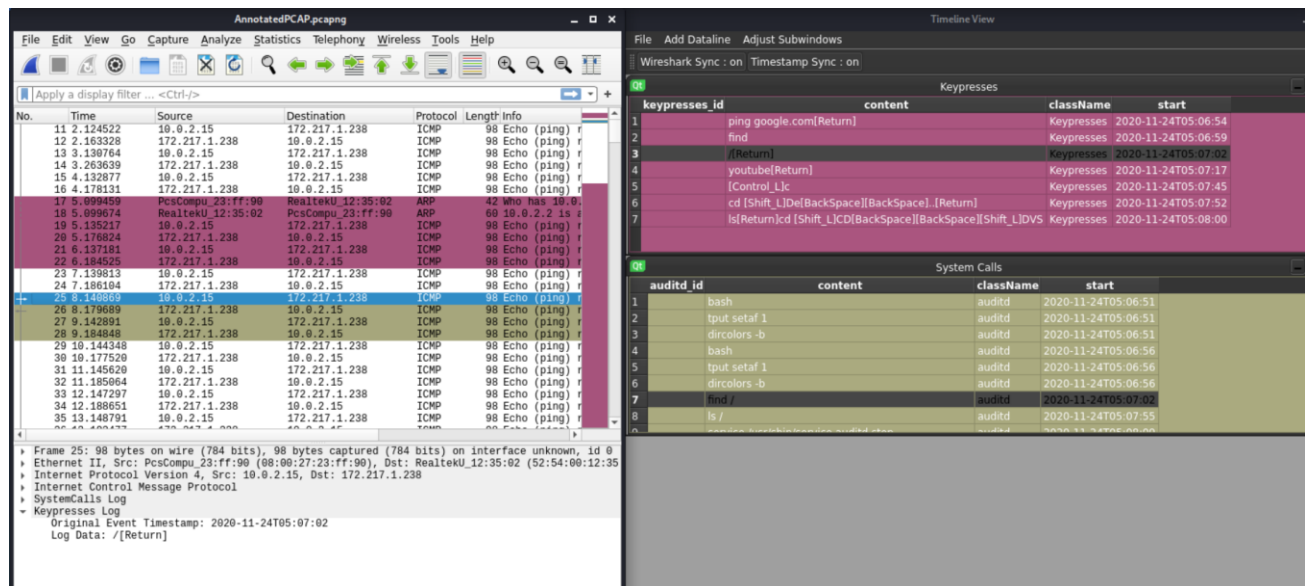 AnnotatedPCAP.pcapng
File Edit View Go Capture Analyze Statistics Telephony Wireless Tools Help
Apply a display filter ... <Ctrl-/>
No. Time Source Destination Protocol Length Info
11 2.124522 10.0.2.15 172.217.1.238 ICMP 98 Echo (ping) r
12 2.163328 172.217.1.238 10.0.2.15 ICMP 98 Echo (ping) r
13 3.130764 10.0.2.15 172.217.1.238 ICMP 98 Echo (ping) r
14 3.263639 172.217.1.238 10.0.2.15 ICMP 98 Echo (ping) r
15 4.132877 10.0.2.15 172.217.1.238 ICMP 98 Echo (ping) r
16 4.178131 172.217.1.238 10.0.2.15 ICMP 98 Echo (ping) r
17 5.099459 PcsCompu_23:ff:90 RealtekU_12:35:02 ARP 42 Who has 10.0.
18 5.099674 RealtekU_12:35:02 PcsCompu_23:ff:90 ARP 60 10.0.2.2 is a
19 5.135217 10.0.2.15 172.217.1.238 ICMP 98 Echo (ping) r
20 5.176824 172.217.1.238 10.0.2.15 ICMP 98 Echo (ping) r
21 6.137181 10.0.2.15 172.217.1.238 ICMP 98 Echo (ping) r
22 6.184525 172.217.1.238 10.0.2.15 ICMP 98 Echo (ping) r
23 7.139813 10.0.2.15 172.217.1.238 ICMP 98 Echo (ping) r
24 7.186104 172.217.1.238 10.0.2.15 ICMP 98 Echo (ping) r
25 8.140869 10.0.2.15 172.217.1.238 ICMP 98 Echo (ping) r
26 8.179689 172.217.1.238 10.0.2.15 ICMP 98 Echo (ping) r
27 9.142891 10.0.2.15 172.217.1.238 ICMP 98 Echo (ping) r
28 9.184848 172.217.1.238 10.0.2.15 ICMP 98 Echo (ping) r
29 10.144348 10.0.2.15 172.217.1.238 ICMP 98 Echo (ping) r
30 10.177520 172.217.1.238 10.0.2.15 ICMP 98 Echo (ping) r
31 11.145620 10.0.2.15 172.217.1.238 ICMP 98 Echo (ping) r
32 11.185064 172.217.1.238 10.0.2.15 ICMP 98 Echo (ping) r
33 12.147297 10.0.2.15 172.217.1.238 ICMP 98 Echo (ping) r
34 12.188651 172.217.1.238 10.0.2.15 ICMP 98 Echo (ping) r
35 13.148791 10.0.2.15 172.217.1.238 ICMP 98 Echo (ping) r
Frame 25: 98 bytes on wire (784 bits), 98 bytes captured (784 bits) on interface unknown, id 0
Ethernet II, Src: PcsCompu_23:ff:90 (08:00:27:23:ff:90), Dst: RealtekU_12:35:02 (52:54:00:12:35
Internet Protocol Version 4, Src: 10.0.2.15, Dst: 172.217.1.238
Internet Control Message Protocol
SystemCalls Log
Keypresses Log
Original Event Timestamp: 2020-11-24T05:07:02
Log Data: /[Return]
Timeline View
File Add Dataline Adjust Subwindows
Wireshark Sync : on Timestamp Sync : on
Qt Keypresses
keypresses_id content className start
1 ping google.com[Return] Keypresses 2020-11-24T05:06:54
2 find Keypresses 2020-11-24T05:06:59
3 /[Return] Keypresses 2020-11-24T05:07:02
4 youtube[Return] Keypresses 2020-11-24T05:07:17
5 [Control_L]c Keypresses 2020-11-24T05:07:45
6 cd [Shift_L]De[BackSpace][BackSpace]..[Return] Keypresses 2020-11-24T05:07:52
7 ls[Return]cd [Shift_L]CD[BackSpace][BackSpace][Shift_L]DVS Keypresses 2020-11-24T05:08:00
Qt System Calls
auditd_id content className start
1 bash auditd 2020-11-24T05:06:51
2 tput setaf 1 auditd 2020-11-24T05:06:51
3 dircolors -b auditd 2020-11-24T05:06:51
4 bash auditd 2020-11-24T05:06:56
5 tput setaf 1 auditd 2020-11-24T05:06:56
6 dircolors -b auditd 2020-11-24T05:06:56
7 find / auditd 2020-11-24T05:07:02
8 ls / auditd 2020-11-24T05:07:55